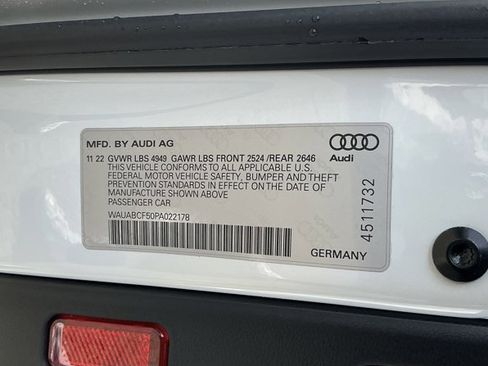 MFD. BY AUDI AG
11 22 GVWR LBS 4949 GAWR LBS FRONT 2524 /REAR 2646
THIS VEHICLE CONFORMS TO ALL APPLICABLE U.S.
FEDERAL MOTOR VEHICLE SAFETY, BUMPER AND THEFT
PREVENTION STANDARDS IN EFFECT ON THE DATE OF
MANUFACTURE SHOWN ABOVE
PASSENGER CAR
WAUABCF50PA022178
Audi
4511732
GERMANY